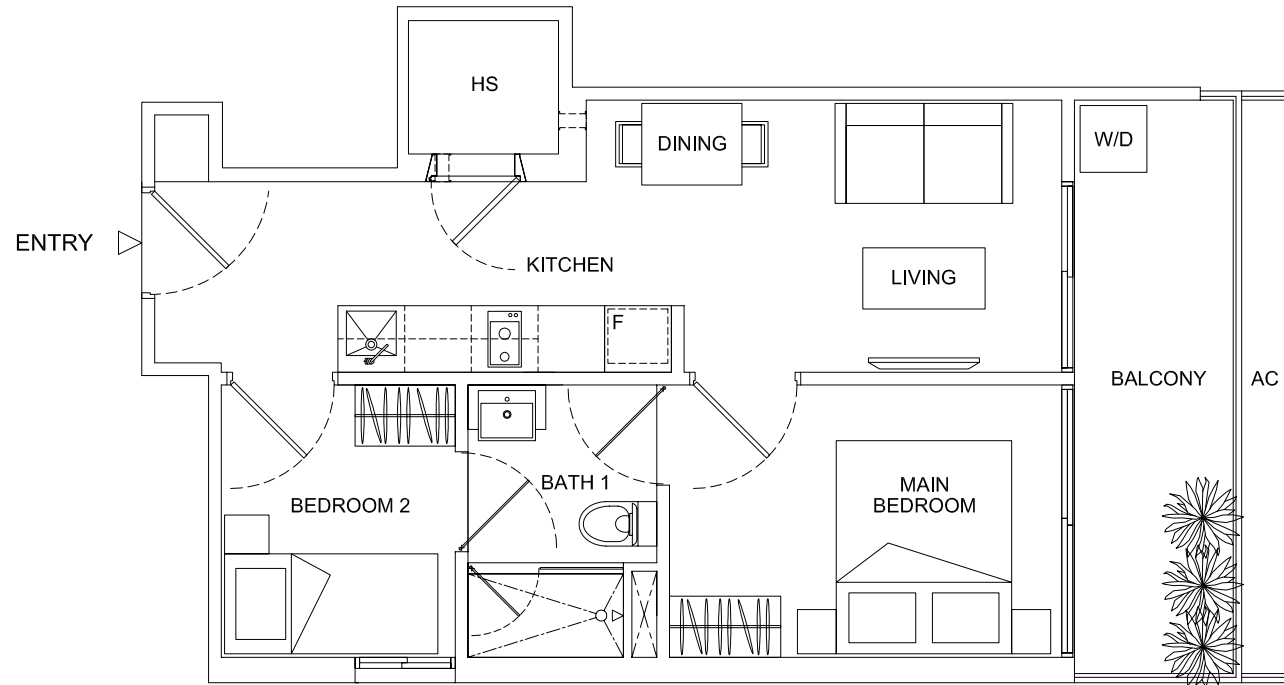 HS
DINING
W/D
ENTRY
KITCHEN
LIVING
F
BALCONY
AC
BEDROOM 2
BATH 1
MAIN
BEDROOM